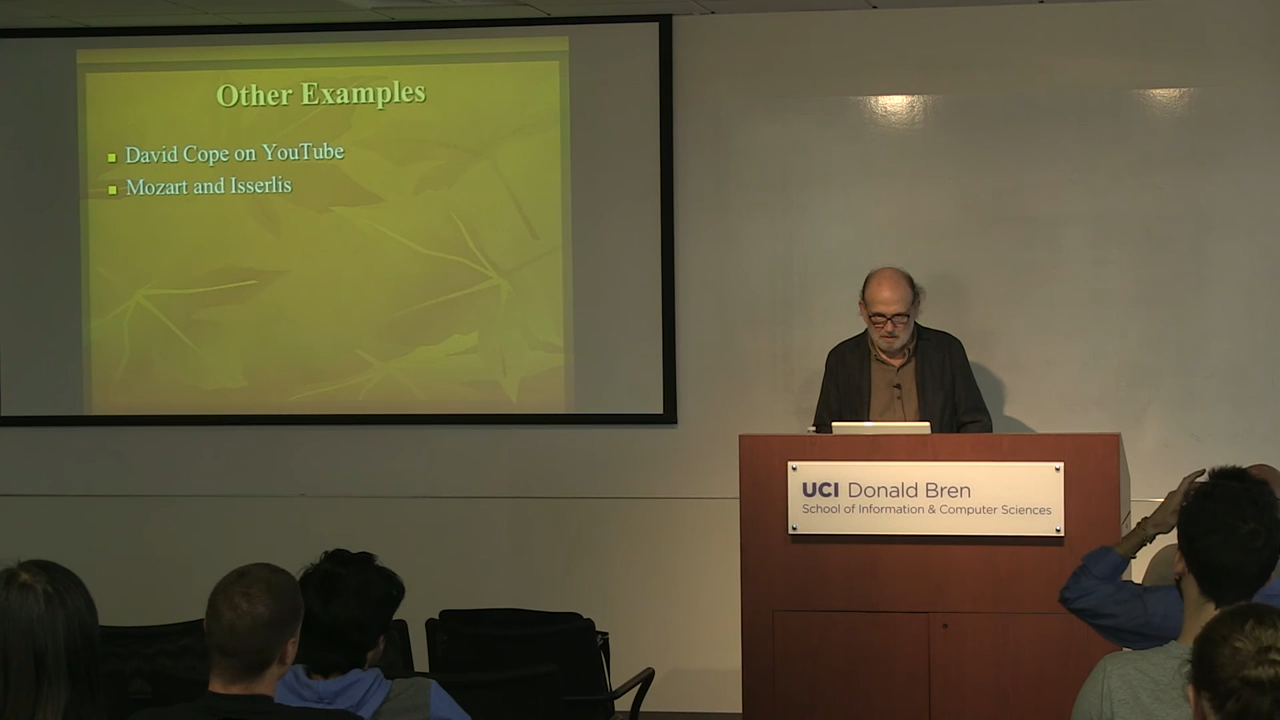 Other Examples
David Cope on YouTube
Mozart and Isserlis
UCI Donald Bren
School of Information & Computer Sciences